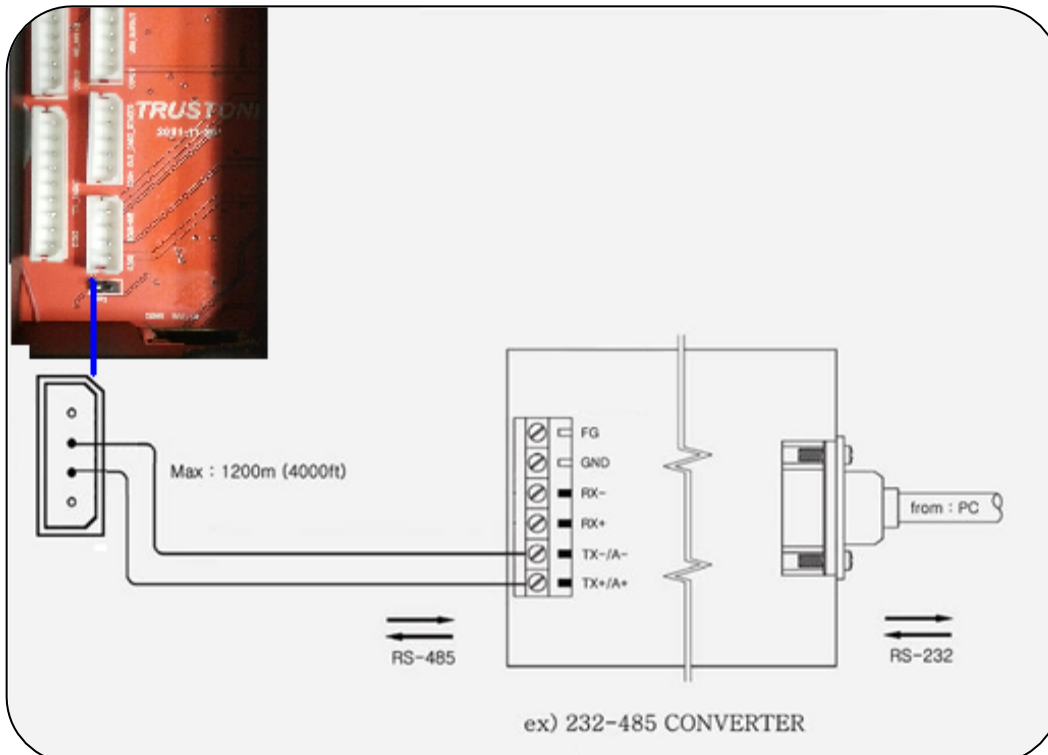 TRUSTONI
FG
GND
Max : 1200m (4000ft)
RX-
RX+
from : PC
TX-/A-
TX+/A+
RS-485
RS-232
ex) 232-485 CONVERTER